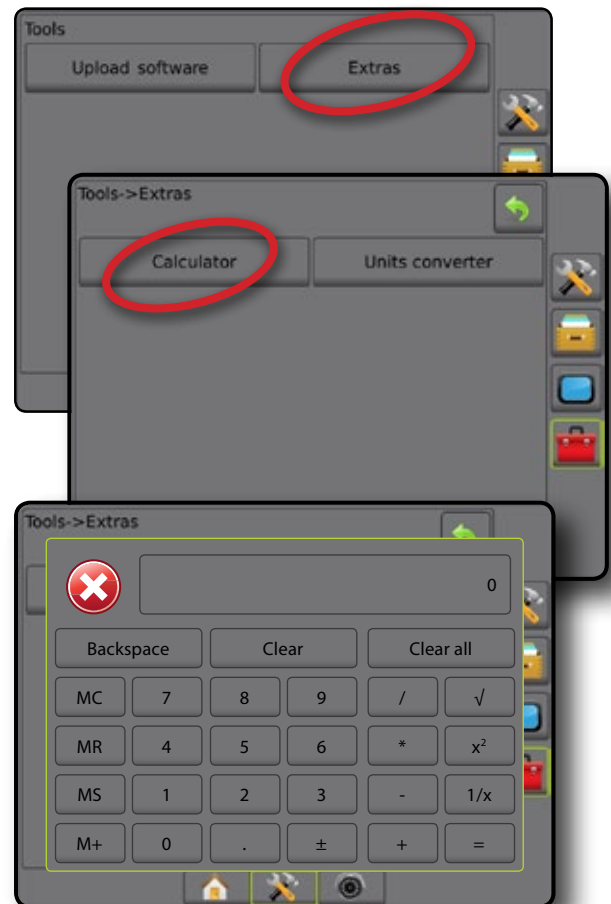 Tools
Upload software Extras
Tools->Extras
Calculator Units converter
Tools->Extras
0
Backspace Clear Clear all
MC 7 8 9 / √
MR 4 5 6 * x²
MS 1 2 3 - 1/x
M+ 0 . ± + =